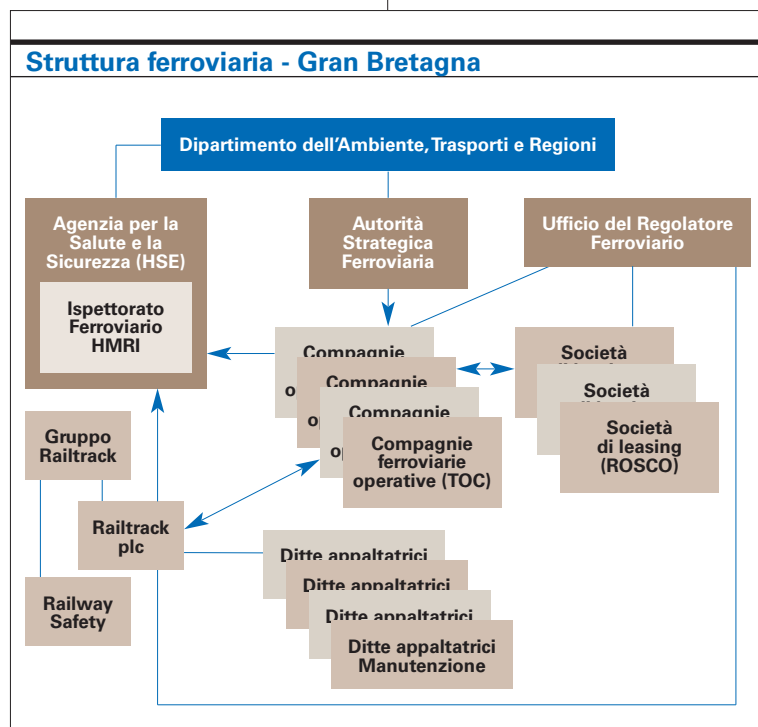 Struttura ferroviaria - Gran Bretagna
Dipartimento dell'Ambiente, Trasporti e Regioni
Agenzia per la
Salute e la
Sicurezza (HSE)
Ispettorato
Ferroviario
HMRI
Autorità
Strategica
Ferroviaria
Ufficio del Regolatore
Ferroviario
Compagnie
Compagnie
Compagnie
Compagnie
ferroviarie
operative (TOC)
Società
Società
Società
di leasing
(ROSCO)
Gruppo
Railtrack
Railtrack
plc
Railway
Safety
Ditte appaltatrici
Ditte appaltatrici
Ditte appaltatrici
Ditte appaltatrici
Manutenzione